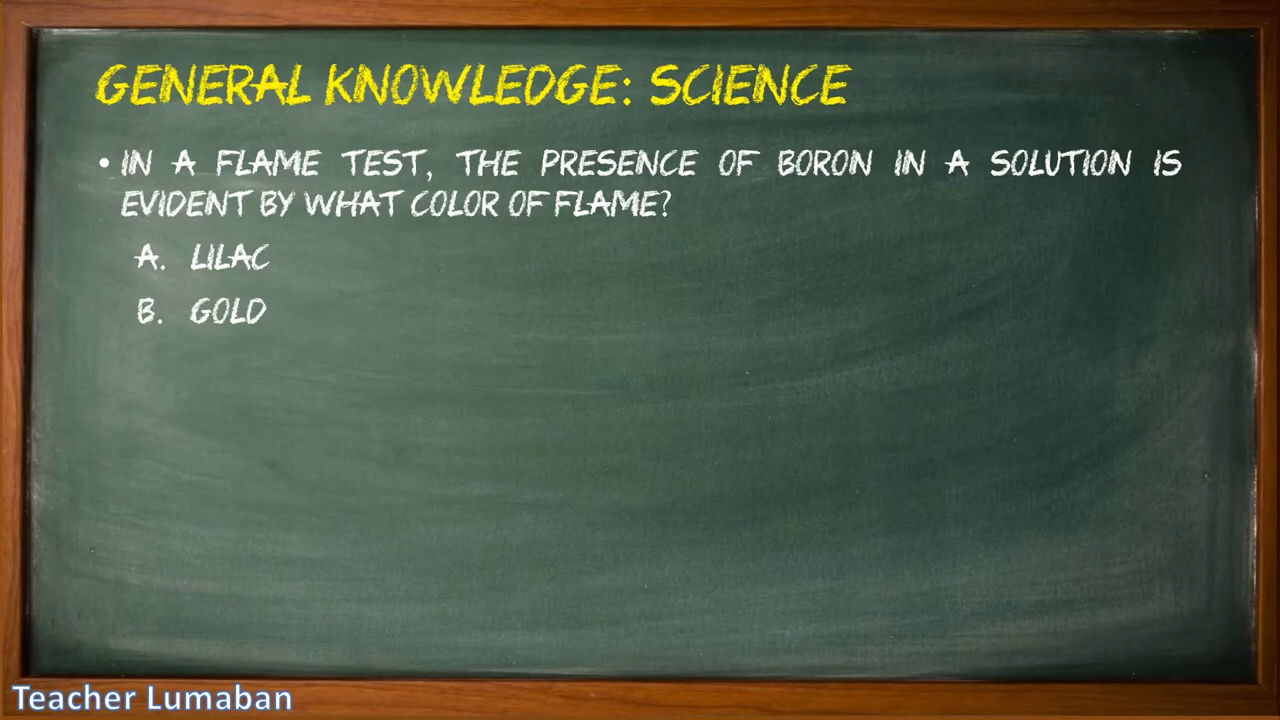 GENERAL KNOWLEDGE: SCIENCE
• IN A FLAME TEST, THE PRESENCE OF BORON IN A SOLUTION IS
EVIDENT BY WHAT COLOR OF FLAME?
A. LILAC
B. GOLD
Teacher Lumaban